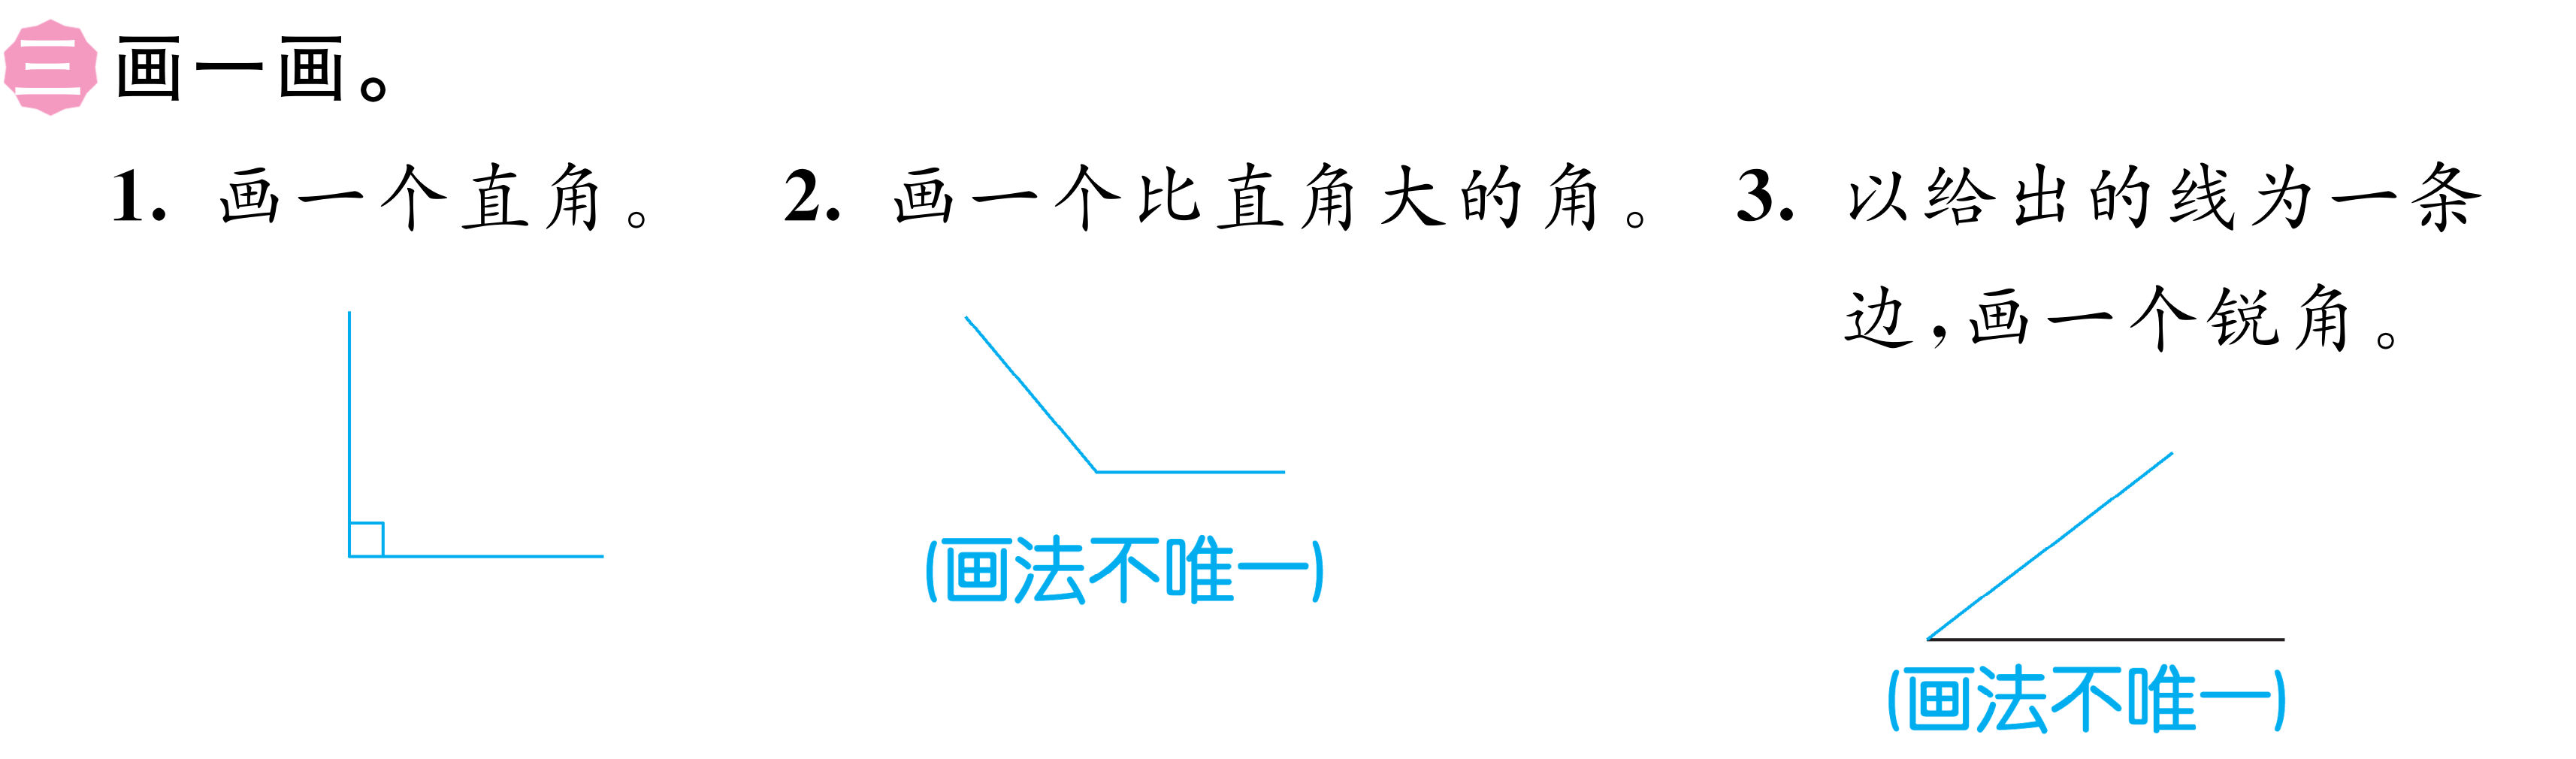 三 画一画。
1. 画一个直角。 2. 画一个比直角大的角。 3. 以给出的线为一条
边,画一个锐角。
(画法不唯一)
(画法不唯一)